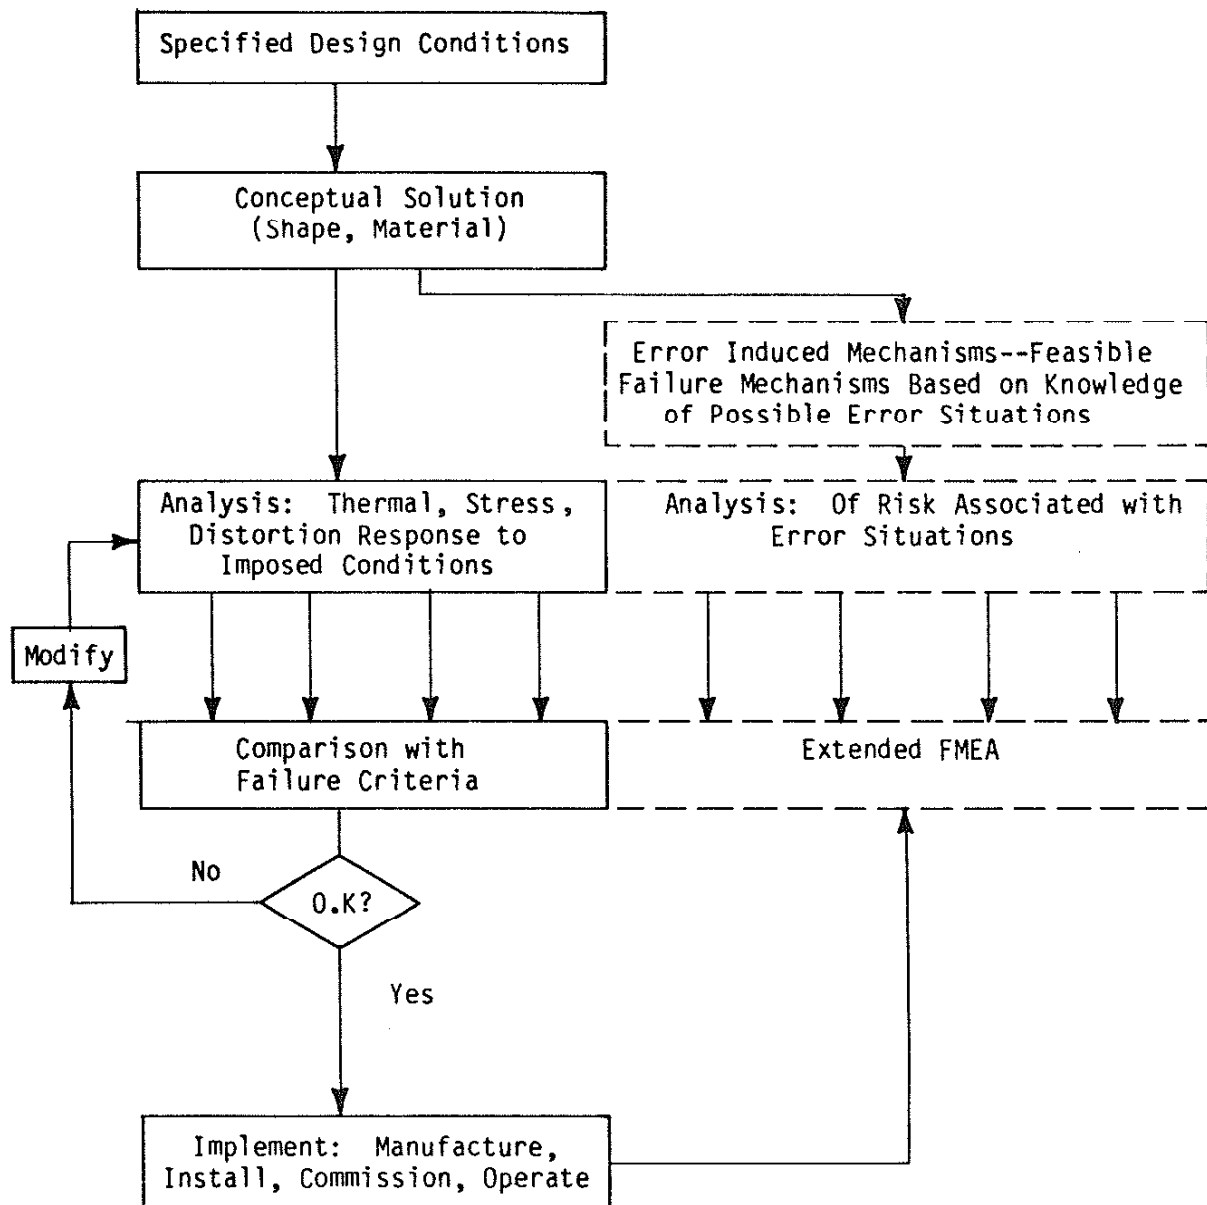 Specified Design Conditions
Conceptual Solution
(Shape, Material)
Error Induced Mechanisms--Feasible
Failure Mechanisms Based on Knowledge
of Possible Error Situations
Analysis: Thermal, Stress,
Distortion Response to
Imposed Conditions
Analysis: Of Risk Associated with
Error Situations
Modify
Comparison with
Failure Criteria
Extended FMEA
No
O.K?
Yes
Implement: Manufacture,
Install, Commission, Operate